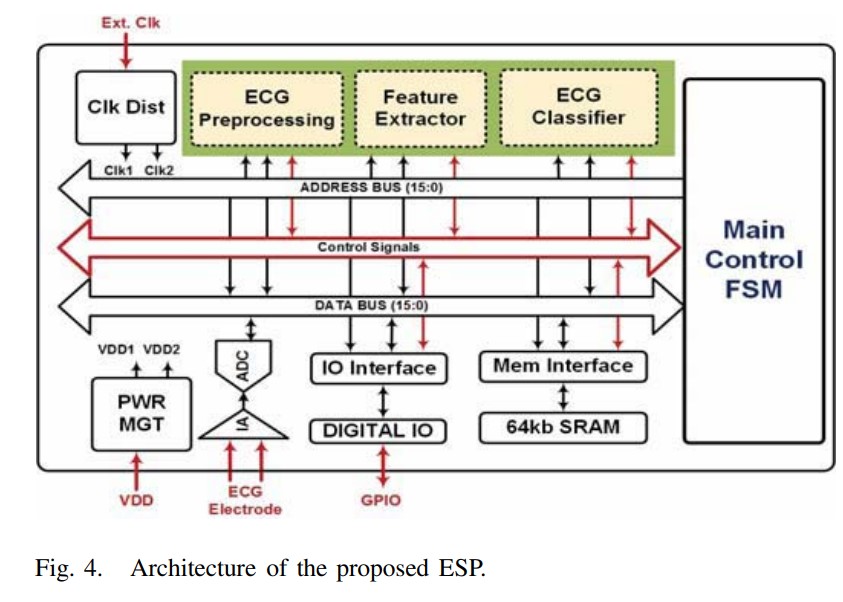 Ext. Clk
Clk Dist
Clk1 Clk2
ECG
Preprocessing
Feature
Extractor
ECG
Classifier
ADDRESS BUS (15:0)
Control Signals
DATA BUS (15:0)
Main
Control
FSM
VDD1 VDD2
PWR
MGT
VDD
ADC
IA
ECG
Electrode
IO Interface
DIGITAL IO
GPIO
Mem Interface
64kb SRAM
Fig. 4. Architecture of the proposed ESP.